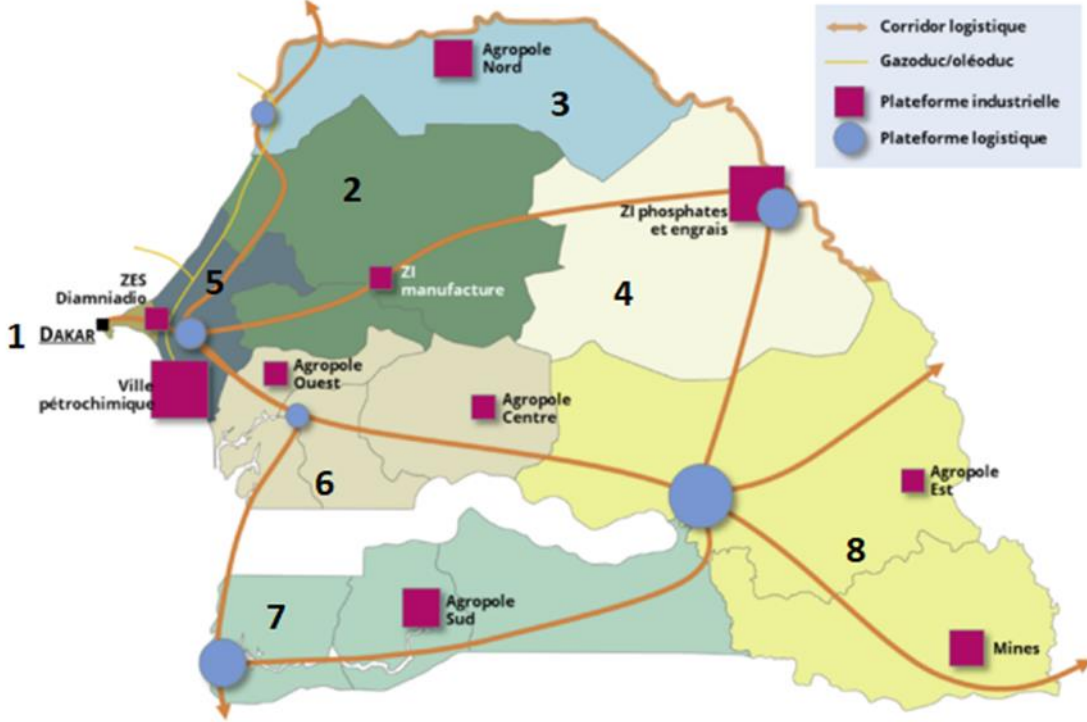 Corridor logistique
Gazoduc/oléoduc
Plateforme industrielle
Plateforme logistique
Agropole
Nord
3
2
ZI phosphates
et engrais
ZI
manufacture
4
5
ZES
Diamniadio
1
DAKAR
Ville
pétrochimique
Agropole
Ouest
Agropole
Centre
6
Agropole
Est
8
7
Agropole
Sud
Mines